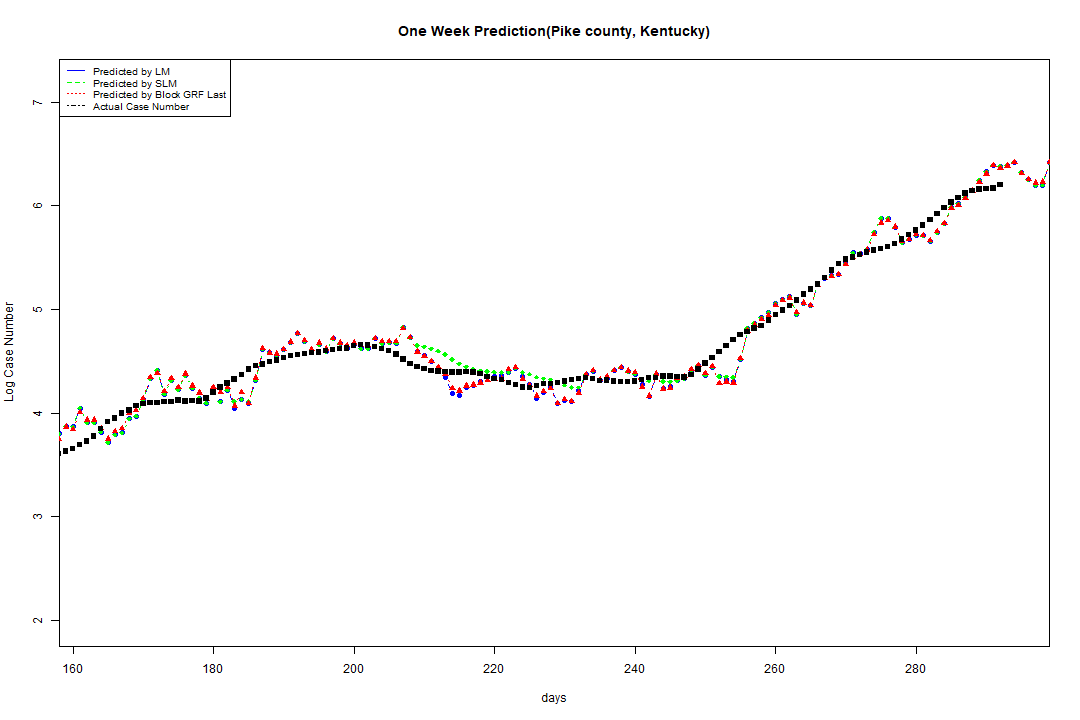 One Week Prediction(Pike county, Kentucky)
Predicted by LM
Predicted by SLM
Predicted by Block GRF Last
Actual Case Number
7
6
5
4
3
2
Log Case Number
160 180 200 220 240 260 280
days